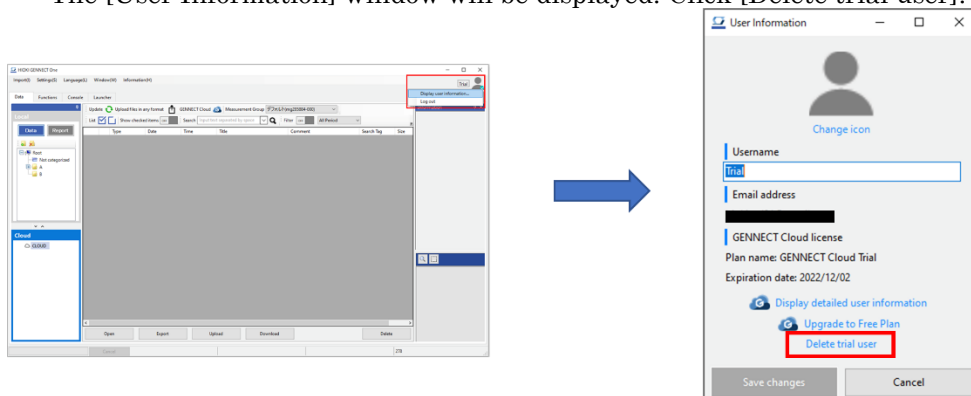 The [User Information] window will be displayed. Click [Delete trial user].
HIOKI GENNECT One
Import(I) Settings(S) Language(L) Window(W) Information(H)
Trial
Display user information...
Log out
Data Functions Console Launcher
Update Upload files in any format GENNECT Cloud Measurement Group
List Show checked items Search Filter All Period
Type Date Time Title Comment Search Tag Size
Local
Data Report
Root
Not categorized
A
B
Cloud
CLOUD
Open Export Upload Download Delete
Cancel
278
User Information
Change icon
Username
Trial
Email address
GENNECT Cloud license
Plan name: GENNECT Cloud Trial
Expiration date: 2022/12/02
Display detailed user information
Upgrade to Free Plan
Delete trial user
Save changes Cancel